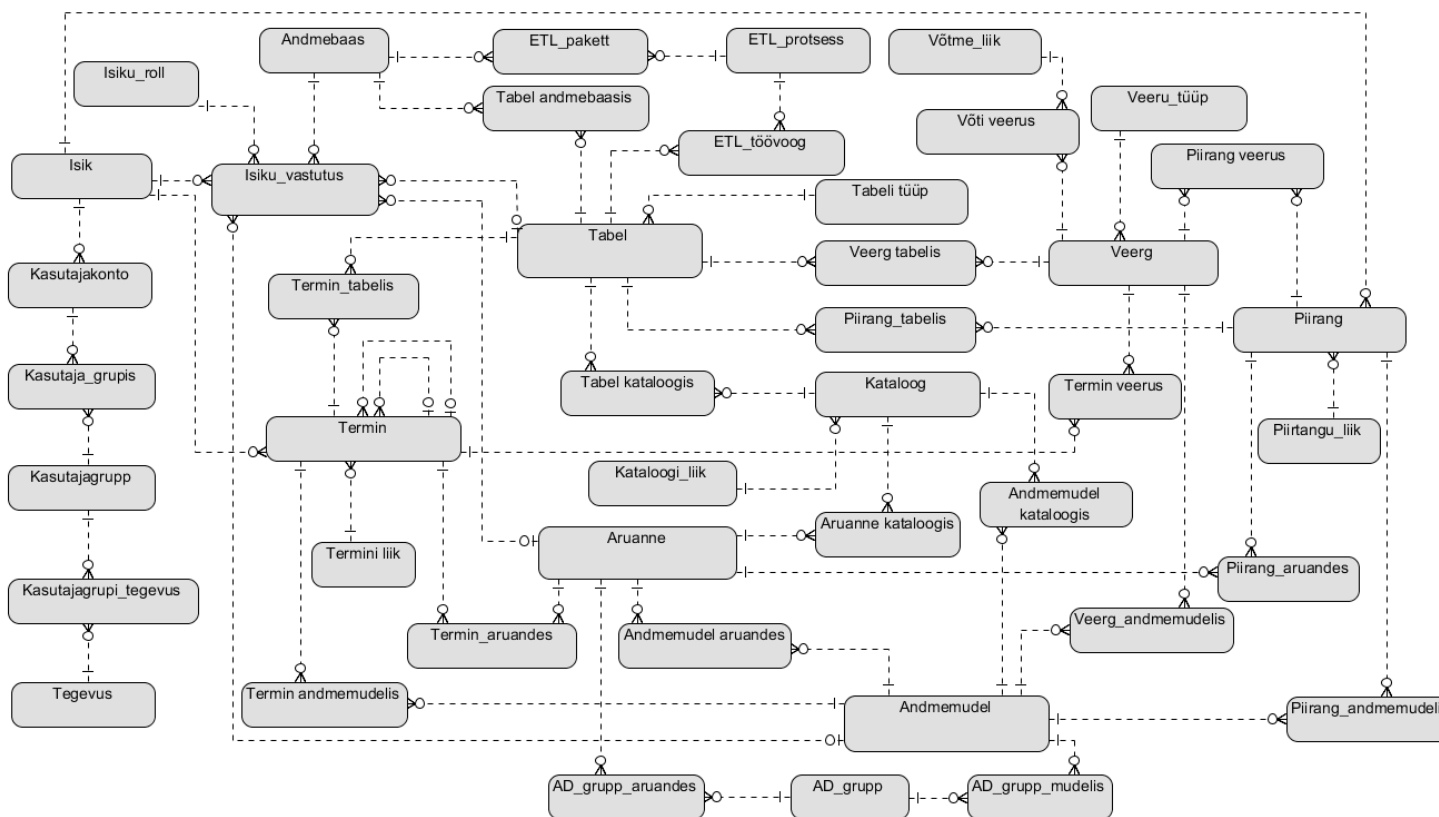 Andmebaas
ETL_pakett
ETL_protsess
Võtme_liik
Isiku_roll
Tabel andmebaasis
Veeru_tüüp
Võti veerus
ETL_töövoog
Piirang veerus
Isik
Isiku_vastutus
Tabeli tüüp
Tabel
Veerg tabelis
Veerg
Kasutajakonto
Termin_tabelis
Piirang_tabelis
Piirang
Kasutaja_grupis
Tabel kataloogis
Kataloog
Termin veerus
Termin
Piirtangu_liik
Kasutajagrupp
Kataloogi_liik
Andmemudel
kataloogis
Aruanne kataloogis
Aruanne
Termini liik
Piirang_aruandes
Kasutajagrupi_tegevus
Veerg_andmemudelis
Termin_aruandes
Andmemudel aruandes
Tegevus
Termin andmemudelis
Andmemudel
Piirang_andmemudeli
AD_grupp_aruandes
AD_grupp
AD_grupp_mudelis